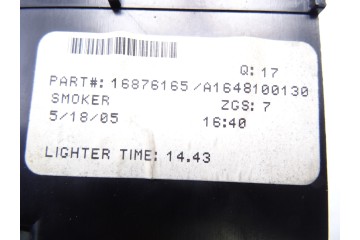 Q: 17
PART#: 16876165/A1648100130
SMOKER ZGS: 7
5/18/05 16:40
LIGHTER TIME: 14.43